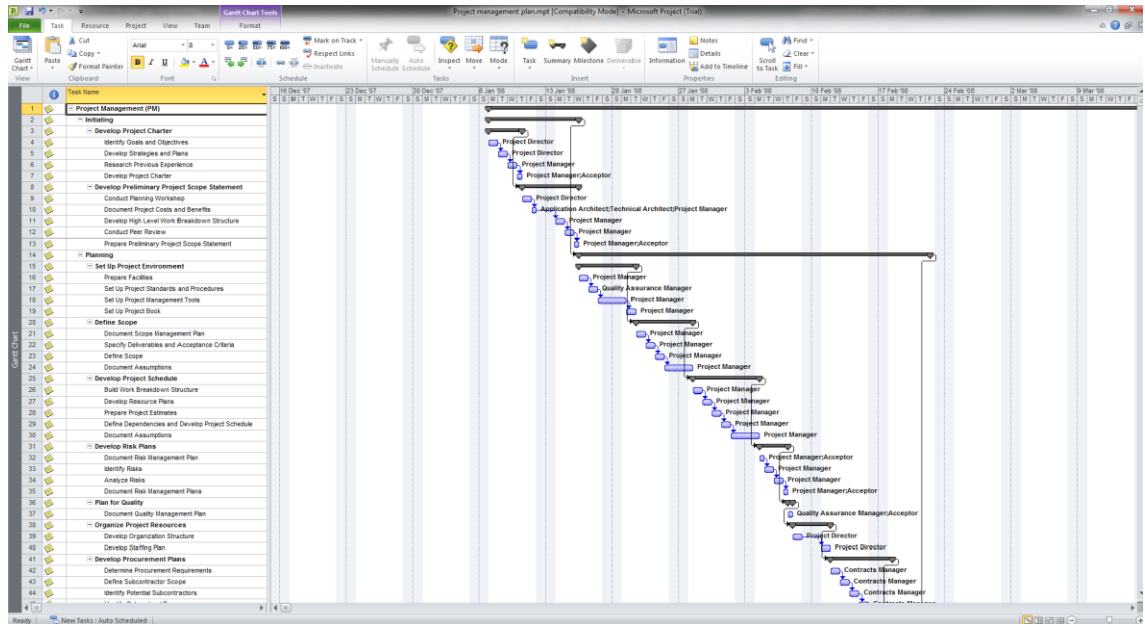 Gantt Chart Tools
Project management plan.mpt [Compatibility Mode] - Microsoft Project (Trial)
File Task Resource Project View Team Format
Gantt Chart
View
Paste
Cut
Copy
Format Painter
Clipboard
Arial 8
B I U A
Font
0% 25% 50% 75% 100%
Mark on Track
Respect Links
Inactivate
Schedule
Manually Schedule
Auto Schedule
Inspect Move Mode
Tasks
Task Summary Milestone Deliverable
Insert
Information
Notes
Details
Add to Timeline
Properties
Scroll to Task
Find
Clear
Fill
Editing
Task Name
16 Dec '07 23 Dec '07 30 Dec '07 6 Jan '08 13 Jan '08 20 Jan '08 27 Jan '08 3 Feb '08 10 Feb '08 17 Feb '08 24 Feb '08 2 Mar '08 9 Mar '08
1 Project Management (PM)
2 Initiating
3 Develop Project Charter
4 Identify Goals and Objectives Project Director
5 Develop Strategies and Plans Project Director
6 Research Previous Experience Project Manager
7 Develop Project Charter Project Manager;Acceptor
8 Develop Preliminary Project Scope Statement
9 Conduct Planning Workshop Project Director
10 Document Project Costs and Benefits Application Architect;Technical Architect;Project Manager
11 Develop High Level Work Breakdown Structure Project Manager
12 Conduct Peer Review Project Manager
13 Prepare Preliminary Project Scope Statement Project Manager;Acceptor
14 Planning
15 Set Up Project Environment
16 Prepare Facilities Project Manager
17 Set Up Project Standards and Procedures Quality Assurance Manager
18 Set Up Project Management Tools Project Manager
19 Set Up Project Book Project Manager
20 Define Scope
21 Document Scope Management Plan Project Manager
22 Specify Deliverables and Acceptance Criteria Project Manager
23 Define Scope Project Manager
24 Document Assumptions Project Manager
25 Develop Project Schedule
26 Build Work Breakdown Structure Project Manager
27 Develop Resource Plans Project Manager
28 Prepare Project Estimates Project Manager
29 Define Dependencies and Develop Project Schedule Project Manager
30 Document Assumptions Project Manager
31 Develop Risk Plans
32 Document Risk Management Plan Project Manager;Acceptor
33 Identify Risks Project Manager
34 Analyze Risks Project Manager
35 Document Risk Management Plans Project Manager;Acceptor
36 Plan for Quality
37 Document Quality Management Plan Quality Assurance Manager;Acceptor
38 Organize Project Resources
39 Develop Organization Structure Project Director
40 Develop Staffing Plan Project Director
41 Develop Procurement Plans
42 Determine Procurement Requirements Contracts Manager
43 Define Subcontractor Scope Contracts Manager
44 Identify Potential Subcontractors Contracts Manager
Gantt Chart
Ready New Tasks : Auto Scheduled